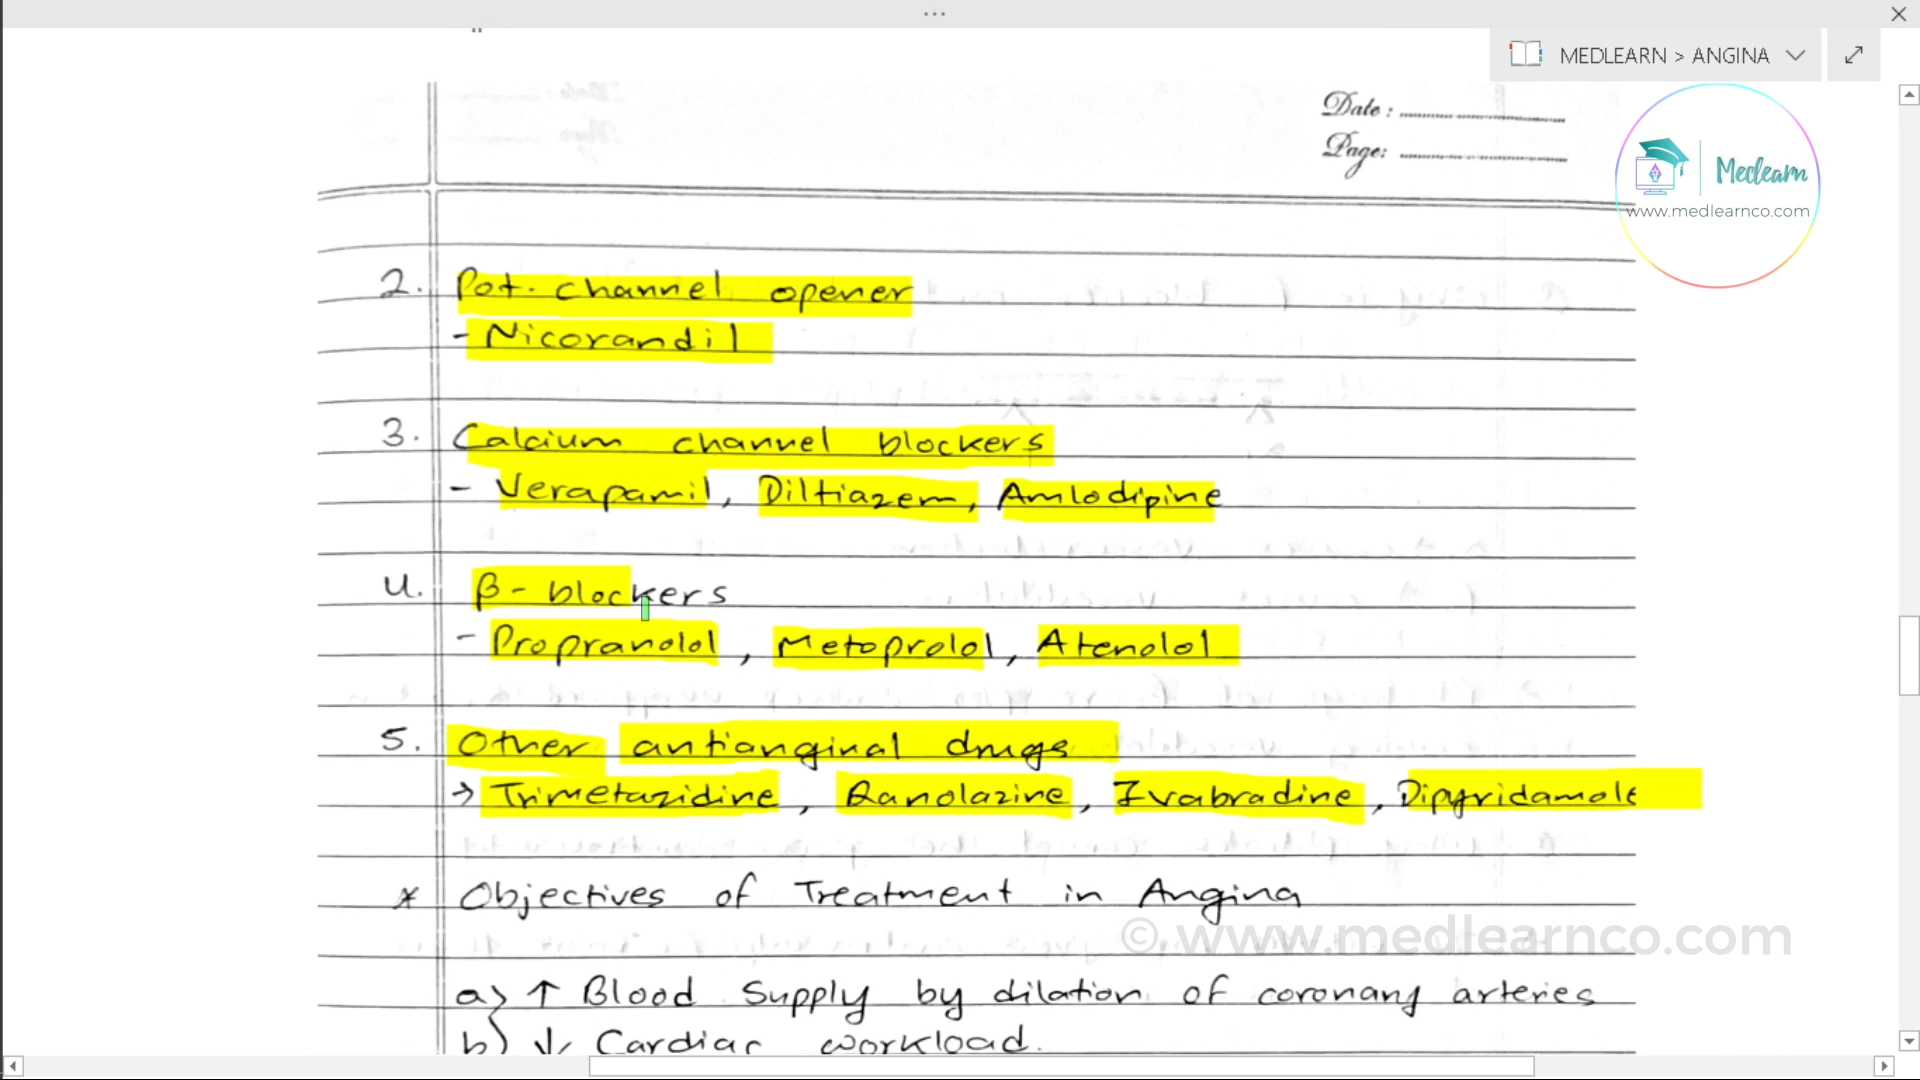 MEDLEARN > ANGINA
Date :
Page:
Medlearn
www.medlearnco.com
2. Pot. channel opener
- Nicorandil
3. Calcium channel blockers
- Verapamil, Diltiazem, Amlodipine
4. β- blockers
- Propranolol, Metoprolol, Atenolol
5. Other antianginal drugs
→ Trimetazidine, Ranolazine, Ivabradine, Dipyridamole
* Objectives of Treatment in Angina
© www.medlearnco.com
a) ↑ Blood Supply by dilation of coronary arteries
b) ↓ Cardiac workload.